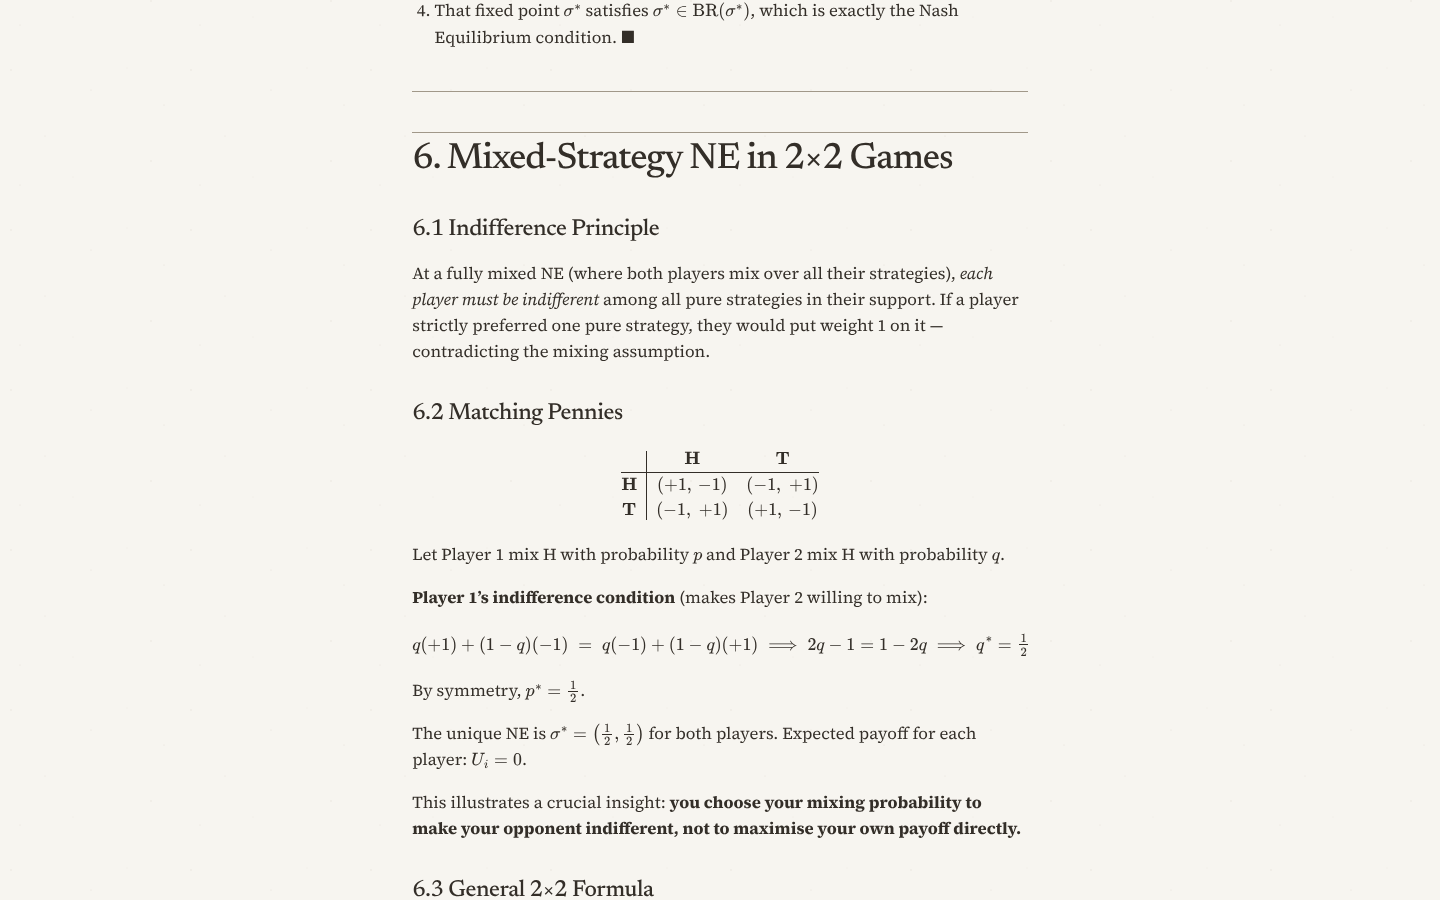 4. That fixed point σ* satisfies σ* ∈ BR(σ*), which is exactly the Nash
Equilibrium condition. ■
6. Mixed-Strategy NE in 2×2 Games
6.1 Indifference Principle
At a fully mixed NE (where both players mix over all their strategies), each
player must be indifferent among all pure strategies in their support. If a player
strictly preferred one pure strategy, they would put weight 1 on it —
contradicting the mixing assumption.
6.2 Matching Pennies
H T
H (+1, −1) (−1, +1)
T (−1, +1) (+1, −1)
Let Player 1 mix H with probability p and Player 2 mix H with probability q.
Player 1’s indifference condition (makes Player 2 willing to mix):
q(+1) + (1 − q)(−1) = q(−1) + (1 − q)(+1) ⟹ 2q − 1 = 1 − 2q ⟹ q* = 1/2
By symmetry, p* = 1/2.
The unique NE is σ* = (1/2, 1/2) for both players. Expected payoff for each
player: Uᵢ = 0.
This illustrates a crucial insight: you choose your mixing probability to
make your opponent indifferent, not to maximise your own payoff directly.
6.3 General 2×2 Formula